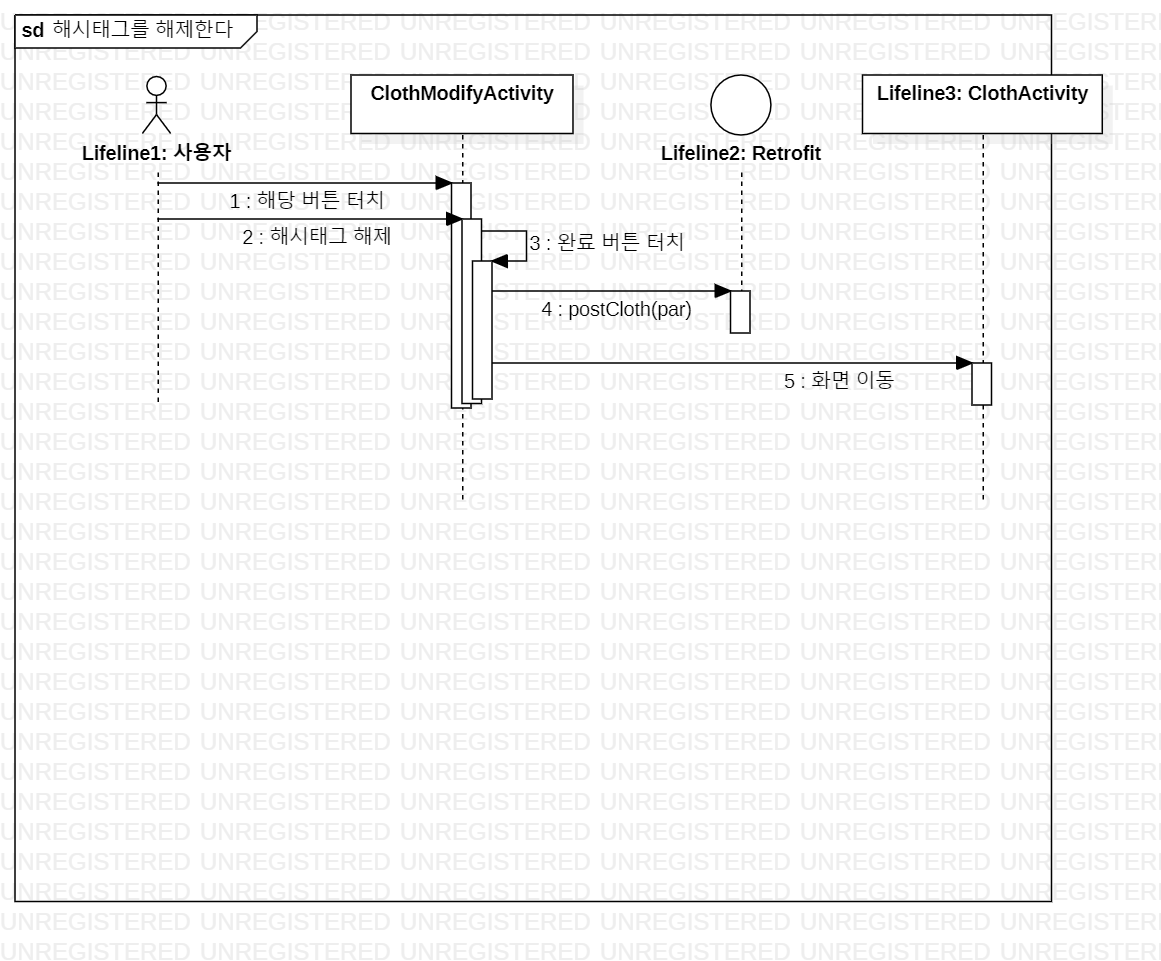 sd 해시태그를 해제한다
ClothModifyActivity
Lifeline3: ClothActivity
Lifeline1: 사용자
Lifeline2: Retrofit
1 : 해당 버튼 터치
2 : 해시태그 해제
3 : 완료 버튼 터치
4 : postCloth(par)
5 : 화면 이동
UNREGISTERED